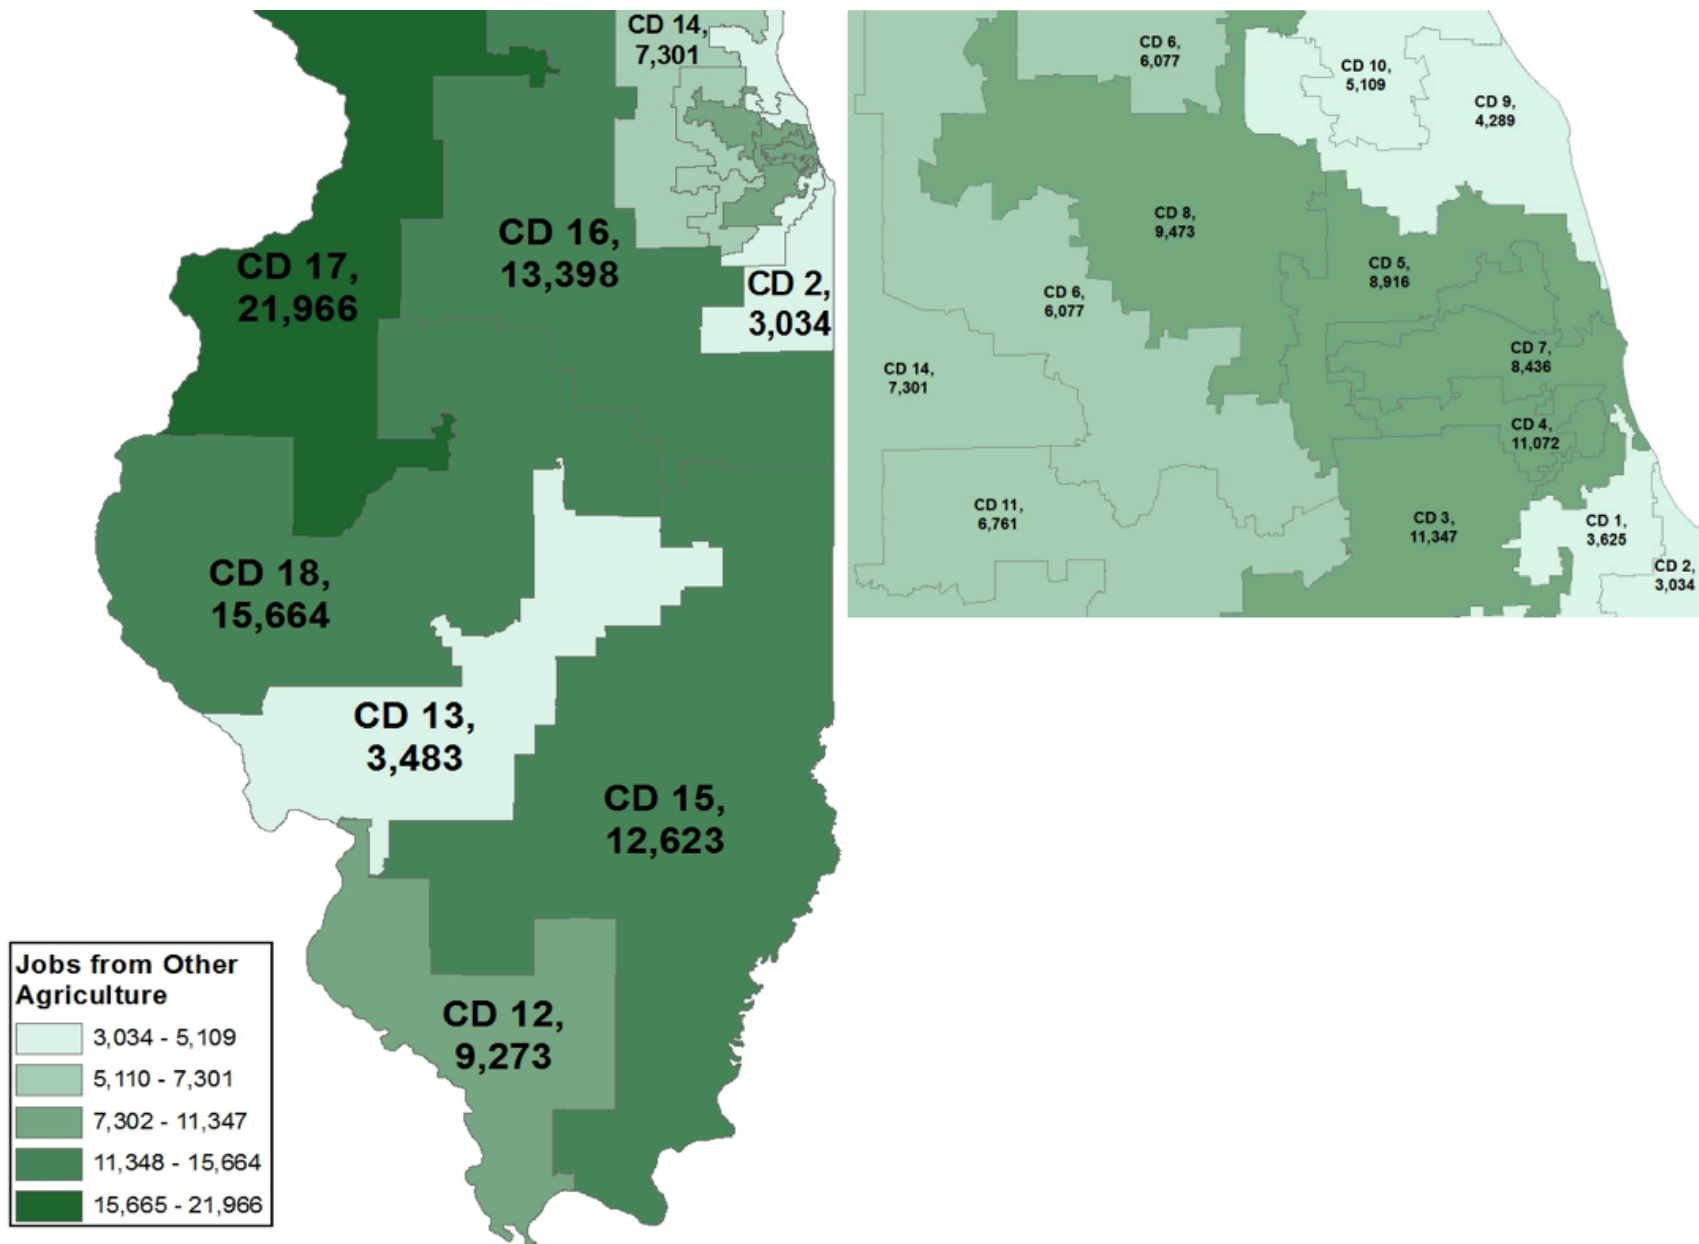 CD 14,
7,301
CD 16,
13,398
CD 17,
21,966
CD 2,
3,034
CD 18,
15,664
CD 13,
3,483
CD 15,
12,623
CD 12,
9,273
Jobs from Other
Agriculture
3,034 - 5,109
5,110 - 7,301
7,302 - 11,347
11,348 - 15,664
15,665 - 21,966
CD 6,
6,077
CD 10,
5,109
CD 9,
4,289
CD 8,
9,473
CD 5,
8,916
CD 6,
6,077
CD 7,
8,436
CD 14,
7,301
CD 4,
11,072
CD 11,
6,761
CD 3,
11,347
CD 1,
3,625
CD 2,
3,034